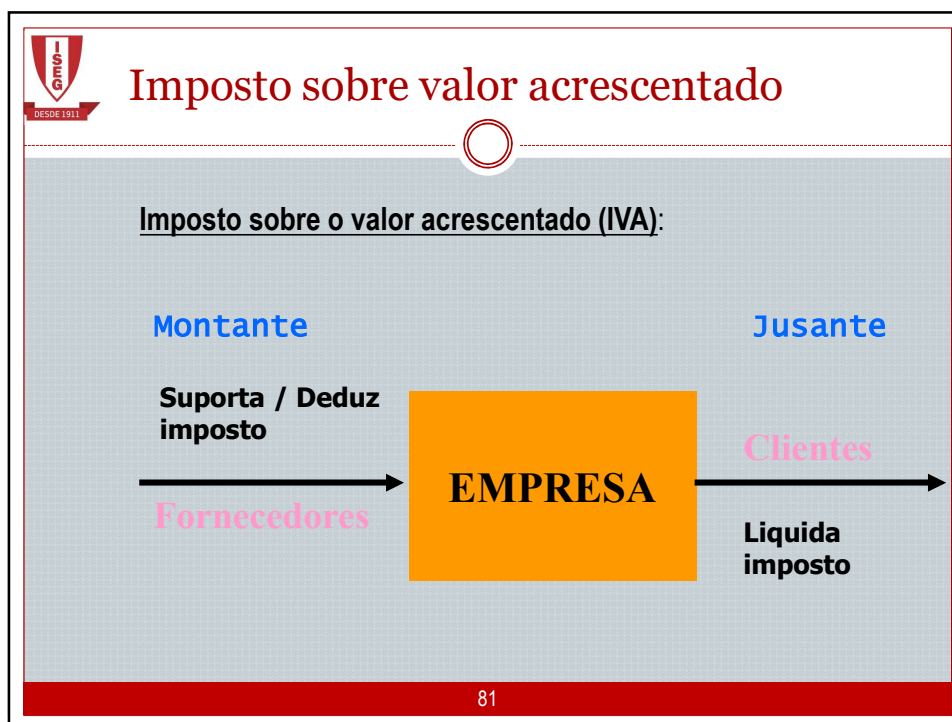 ISEG
DESDE 1911
Imposto sobre valor acrescentado
Imposto sobre o valor acrescentado (IVA):
Montante
Jusante
Suporta / Deduz
imposto
Fornecedores
EMPRESA
Clientes
Liquida
imposto
81